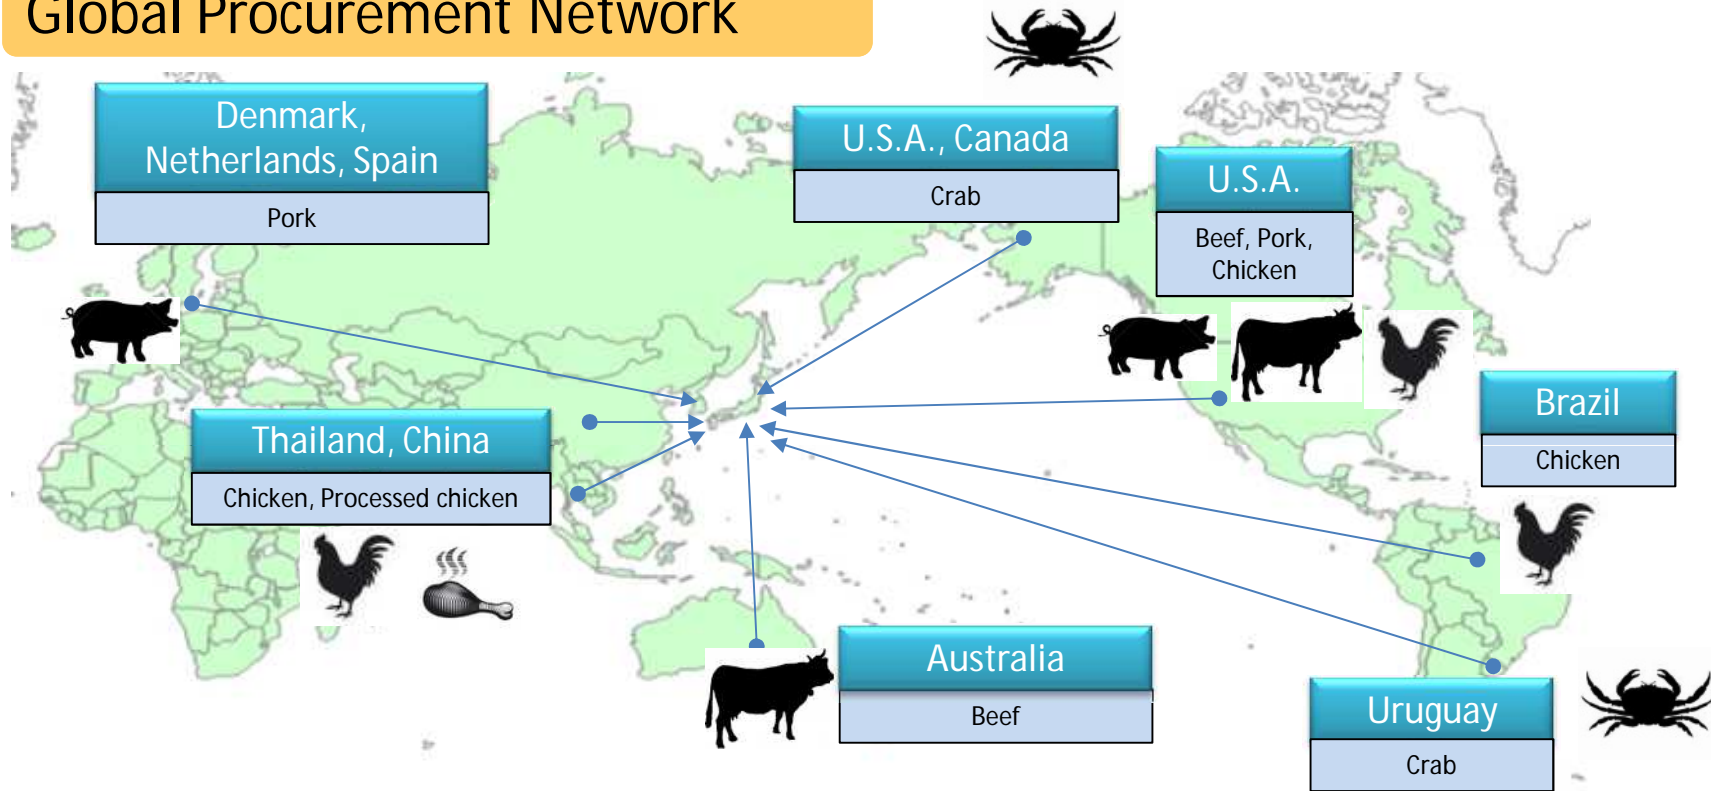 Global Procurement Network
Denmark,
Netherlands, Spain
Pork
U.S.A., Canada
Crab
U.S.A.
Beef, Pork,
Chicken
Brazil
Chicken
Thailand, China
Chicken, Processed chicken
Australia
Beef
Uruguay
Crab